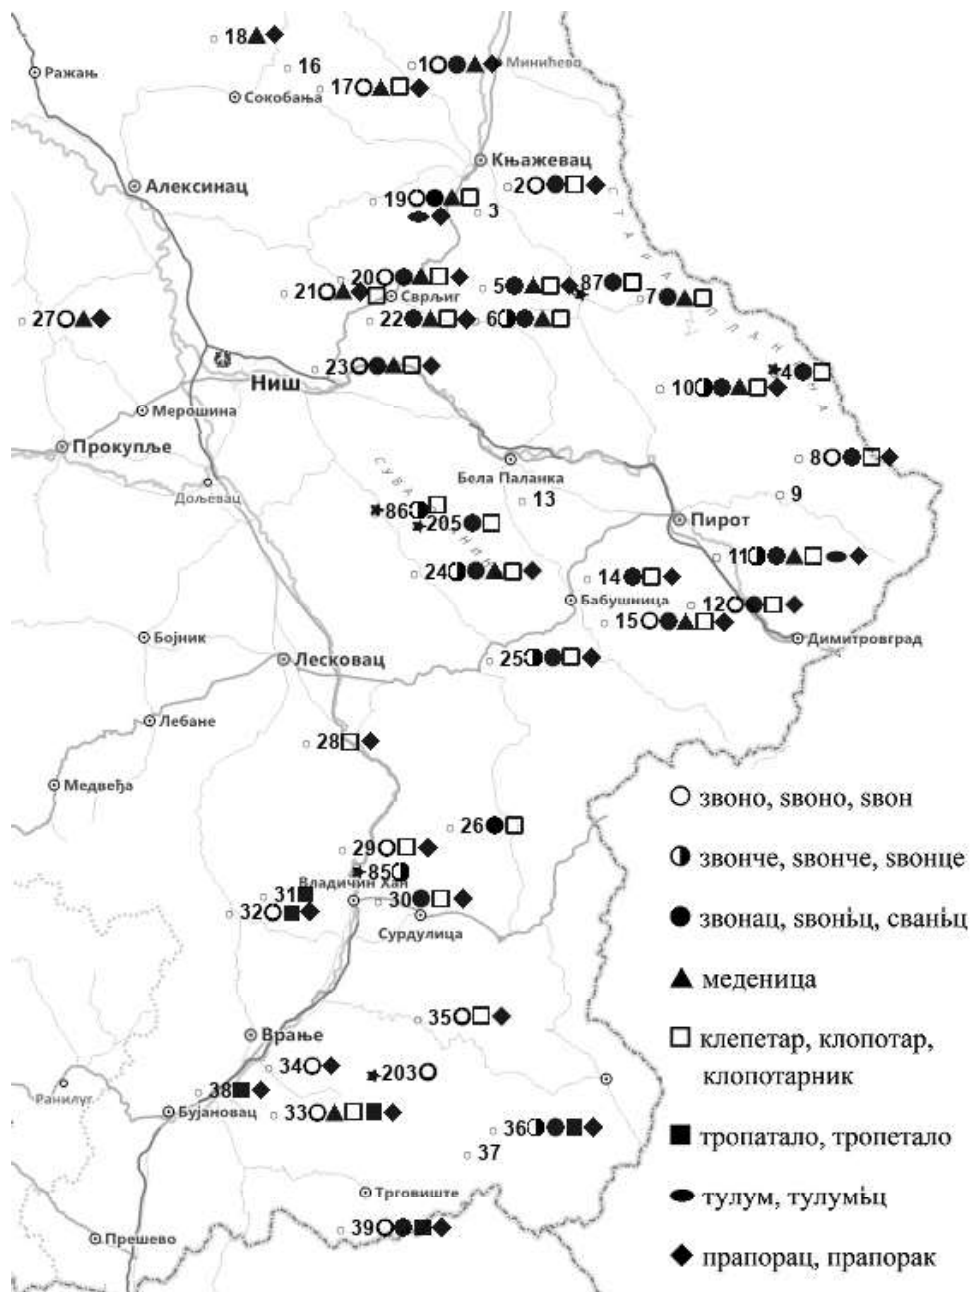 18
16
1
Минићево
Ражањ
17
Сокобања
Књажевац
2
Алексинац
19
3
20
5
87
21
Сврљиг
7
27
22
6
23
4
Ниш
10
Мерошина
Прокупље
8
Бела Паланка
Дољевац
13
9
86
Пирот
205
11
24
14
Бабушница
12
15
Бојник
Димитровград
Лесковац
25
Лебане
28
Медвеђа
звоно, ѕвоно, ѕвон
26
29
звонче, ѕвонче, ѕвонце
85
Владичин Хан
31
30
32
звонац, ѕвоньц, сваньц
Сурдулица
меденица
35
Врање
клепетар, клопотар,
клопотарник
34
203
Ранилуг
38
Бујановац
33
36
тропатало, тропетало
37
Трговиште
тулум, тулумьц
39
Прешево
прапорац, прапорак